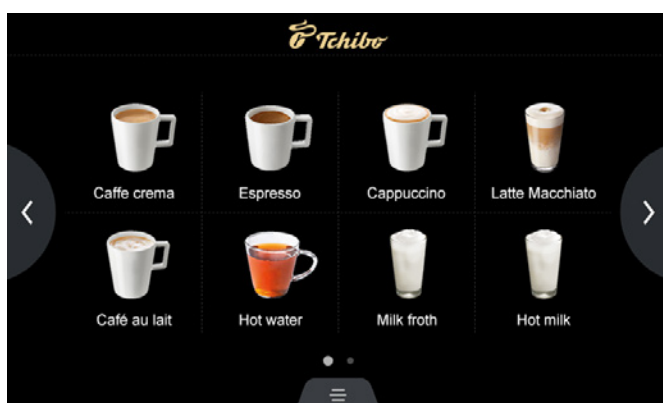 Tchibo
Caffe crema Espresso Cappuccino Latte Macchiato
Café au lait Hot water Milk froth Hot milk